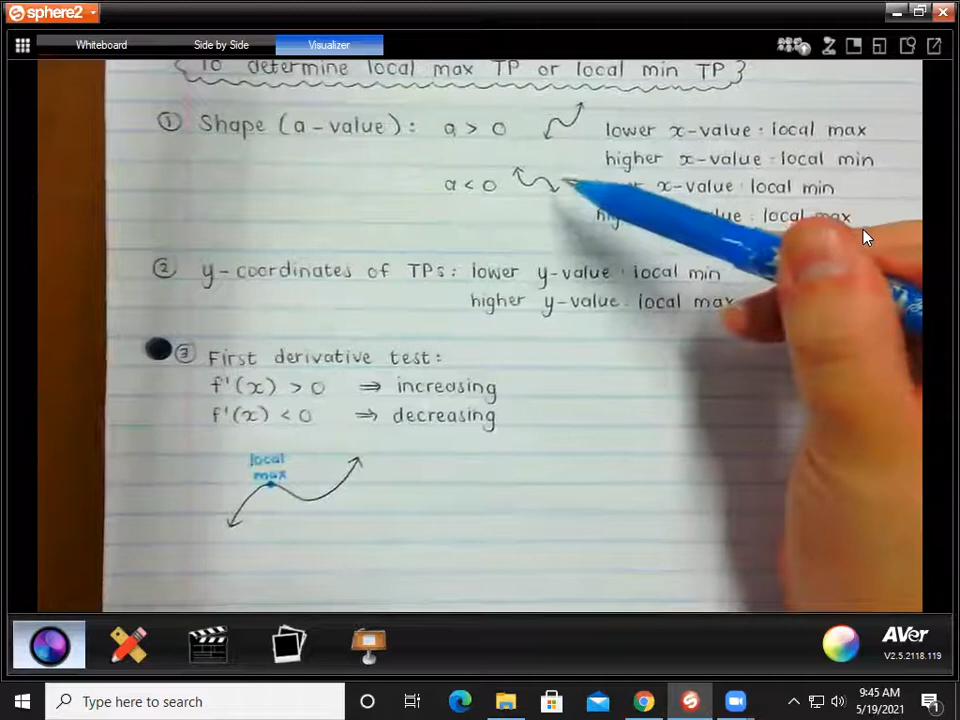 sphere2
Whiteboard
Side by Side
Visualizer
To determine local max TP or local min TP
① Shape (a-value): a > 0
lower x-value: local max
higher x-value: local min
a < 0
x-value: local min
: local max
② y-coordinates of TPs: lower y-value: local min
higher y-value: local max
③ First derivative test:
f'(x) > 0 ⇒ increasing
f'(x) < 0 ⇒ decreasing
local
max
AVer
V2.5.2118.119
Type here to search
9:45 AM
5/19/2021